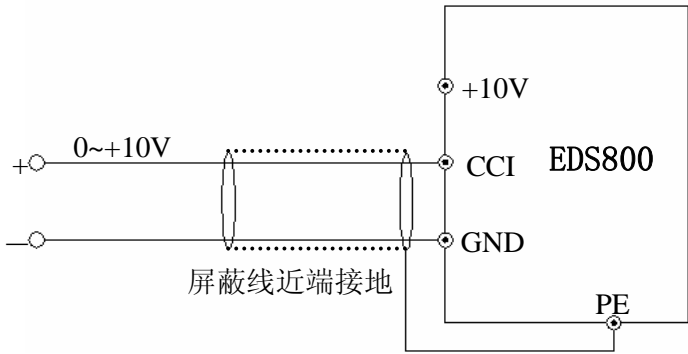 +10V
0~+10V
+
CCI
EDS800
—
GND
屏蔽线近端接地
PE